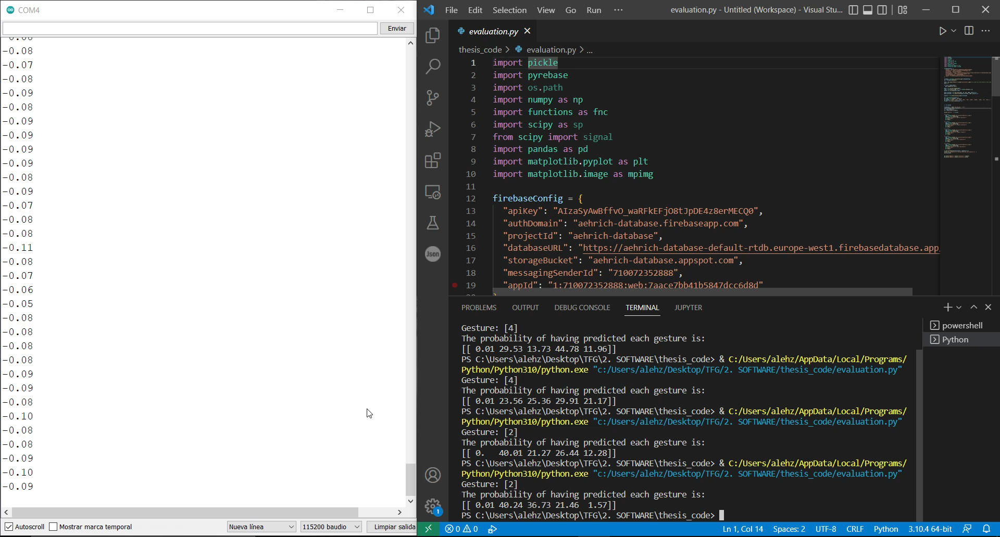 COM4
Enviar
-0.08
-0.07
-0.08
-0.09
-0.08
-0.09
-0.09
-0.09
-0.09
-0.08
-0.09
-0.07
-0.08
-0.08
-0.11
-0.08
-0.07
-0.06
-0.05
-0.08
-0.08
-0.08
-0.08
-0.09
-0.09
-0.08
-0.10
-0.08
-0.08
-0.09
-0.10
-0.09
Autoscroll Mostrar marca temporal Nueva línea 115200 baudio Limpiar salida
File Edit Selection View Go Run ··· evaluation.py - Untitled (Workspace) - Visual Stu...
evaluation.py
thesis_code > evaluation.py > ...
1 import pickle
2 import pyrebase
3 import os.path
4 import numpy as np
5 import functions as fnc
6 import scipy as sp
7 from scipy import signal
8 import pandas as pd
9 import matplotlib.pyplot as plt
10 import matplotlib.image as mpimg
11
12 firebaseConfig = {
13 "apiKey": "AIzaSyAwBffvO_waRFkEFjO8tJpDE4z8erMECQ0",
14 "authDomain": "aehrich-database.firebaseapp.com",
15 "projectId": "aehrich-database",
16 "databaseURL": "https://aehrich-database-default-rtdb.europe-west1.firebasedatabase.app/
17 "storageBucket": "aehrich-database.appspot.com",
18 "messagingSenderId": "710072352888",
19 "appId": "1:710072352888:web:7aace7bb41b5847dcc6d8d"
Json
PROBLEMS OUTPUT DEBUG CONSOLE TERMINAL JUPYTER
powershell
Python
Gesture: [4]
The probability of having predicted each gesture is:
[[ 0.01 29.53 13.73 44.78 11.96]]
PS C:\Users\alehz\Desktop\TFG\2. SOFTWARE\thesis_code> & C:/Users/alehz/AppData/Local/Programs/
Python/Python310/python.exe "c:/Users/alehz/Desktop/TFG/2. SOFTWARE/thesis_code/evaluation.py"
Gesture: [4]
The probability of having predicted each gesture is:
[[ 0.01 23.56 25.36 29.91 21.17]]
PS C:\Users\alehz\Desktop\TFG\2. SOFTWARE\thesis_code> & C:/Users/alehz/AppData/Local/Programs/
Python/Python310/python.exe "c:/Users/alehz/Desktop/TFG/2. SOFTWARE/thesis_code/evaluation.py"
Gesture: [2]
The probability of having predicted each gesture is:
[[ 0. 40.01 21.27 26.44 12.28]]
PS C:\Users\alehz\Desktop\TFG\2. SOFTWARE\thesis_code> & C:/Users/alehz/AppData/Local/Programs/
Python/Python310/python.exe "c:/Users/alehz/Desktop/TFG/2. SOFTWARE/thesis_code/evaluation.py"
Gesture: [2]
The probability of having predicted each gesture is:
[[ 0.01 40.24 36.73 21.46 1.57]]
PS C:\Users\alehz\Desktop\TFG\2. SOFTWARE\thesis_code>
1
0 0 Ln 1, Col 14 Spaces: 2 UTF-8 CRLF Python 3.10.4 64-bit